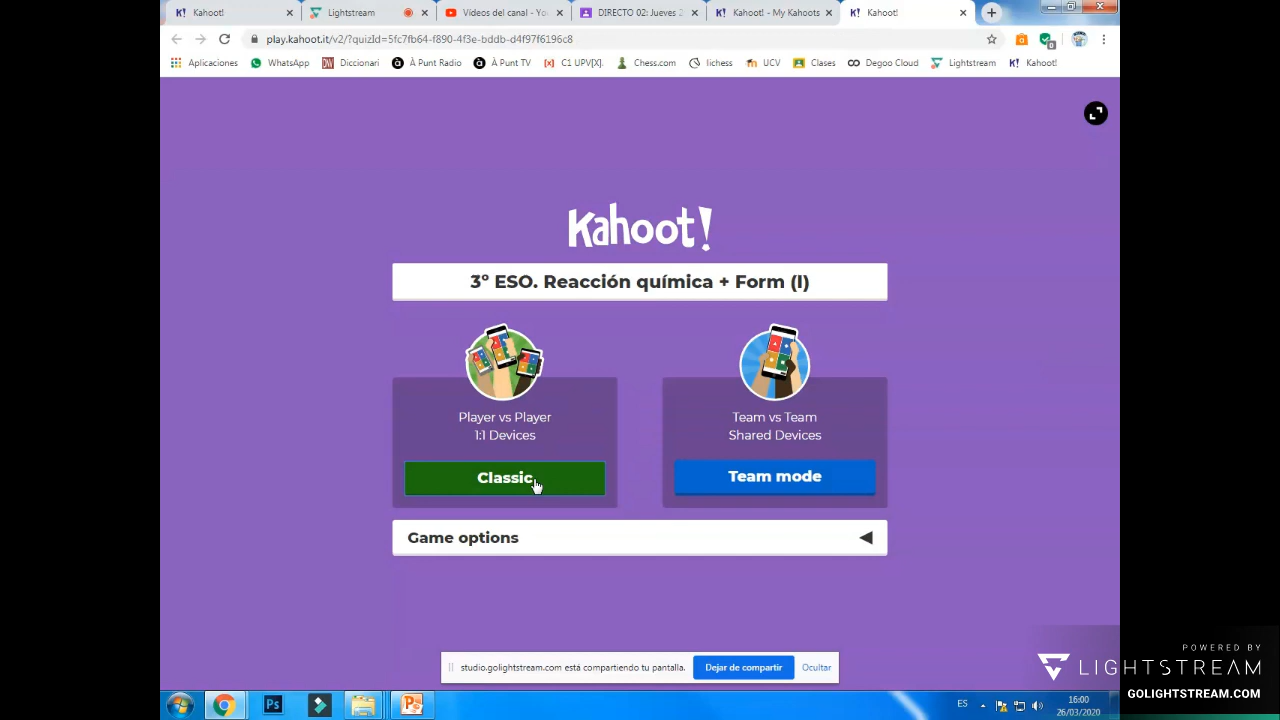 Kahoot!
Lightstream
Vídeos del canal - Yo
DIRECTO 02: Jueves 2
Kahoot! - My Kahoots
Kahoot!
play.kahoot.it/v2/?quizId=5fc7fb64-f890-4f3e-bddb-d4f97f6196c8
Aplicaciones
WhatsApp
Diccionari
À Punt Radio
À Punt TV
C1 UPV[X].
Chess.com
lichess
UCV
Clases
Degoo Cloud
Lightstream
Kahoot!
Kahoot!
3º ESO. Reacción química + Form (I)
Player vs Player
1:1 Devices
Classic
Team vs Team
Shared Devices
Team mode
Game options
studio.golightstream.com está compartiendo tu pantalla.
Dejar de compartir
Ocultar
POWERED BY
LIGHTSTREAM
GOLIGHTSTREAM.COM
ES
16:00
26/03/2020